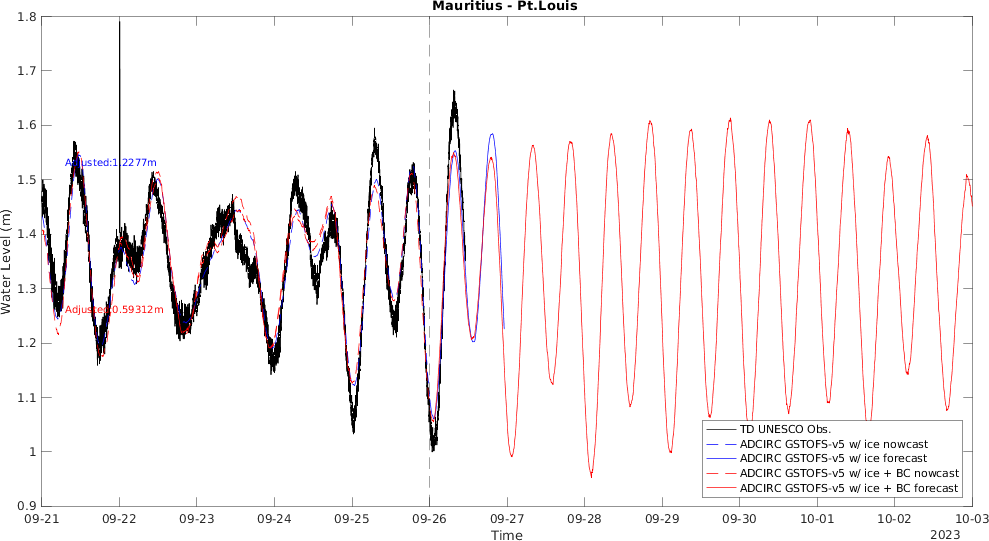 Mauritius - Pt.Louis
1.8
1.7
1.6
1.5
1.4
1.3
1.2
1.1
1
0.9
Water Level (m)
Adjusted:1.2277m
Adjusted:0.59312m
TD UNESCO Obs.
ADCIRC GSTOFS-v5 w/ ice nowcast
ADCIRC GSTOFS-v5 w/ ice forecast
ADCIRC GSTOFS-v5 w/ ice + BC nowcast
ADCIRC GSTOFS-v5 w/ ice + BC forecast
09-21 09-22 09-23 09-24 09-25 09-26 09-27 09-28 09-29 09-30 10-01 10-02 10-03
Time
2023